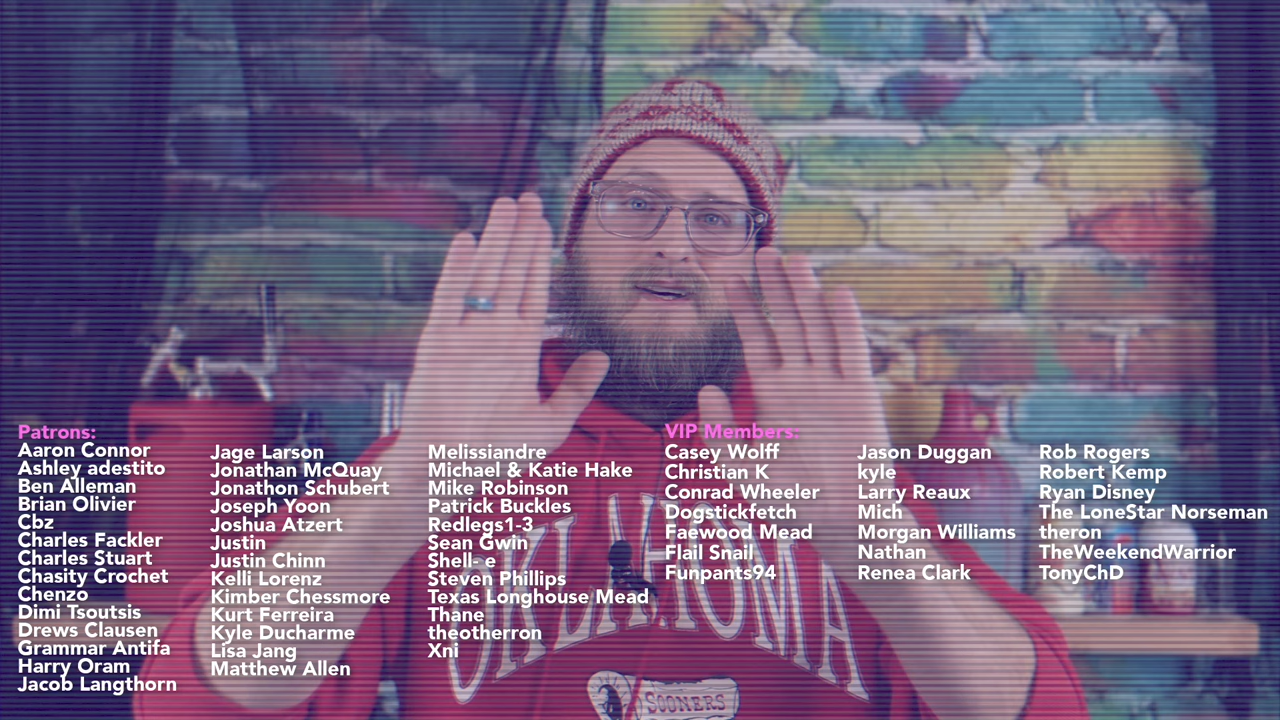 Patrons:
Aaron Connor
Ashley adestito
Ben Alleman
Brian Olivier
Cbz
Charles Fackler
Charles Stuart
Chasity Crochet
Chenzo
Dimi Tsoutsis
Drews Clausen
Grammar Antifa
Harry Oram
Jacob Langthorn
Jage Larson
Jonathan McQuay
Jonathon Schubert
Joseph Yoon
Joshua Atzert
Justin
Justin Chinn
Kelli Lorenz
Kimber Chessmore
Kurt Ferreira
Kyle Ducharme
Lisa Jang
Matthew Allen
Melissiandre
Michael & Katie Hake
Mike Robinson
Patrick Buckles
Redlegs1-3
Sean Gwin
Shell- e
Steven Phillips
Texas Longhouse Mead
Thane
theotherron
Xni
VIP Members:
Casey Wolff
Christian K
Conrad Wheeler
Dogstickfetch
Faewood Mead
Flail Snail
Funpants94
Jason Duggan
kyle
Larry Reaux
Mich
Morgan Williams
Nathan
Renea Clark
Rob Rogers
Robert Kemp
Ryan Disney
The LoneStar Norseman
theron
TheWeekendWarrior
TonyChD
OKLAHOMA
SOONERS